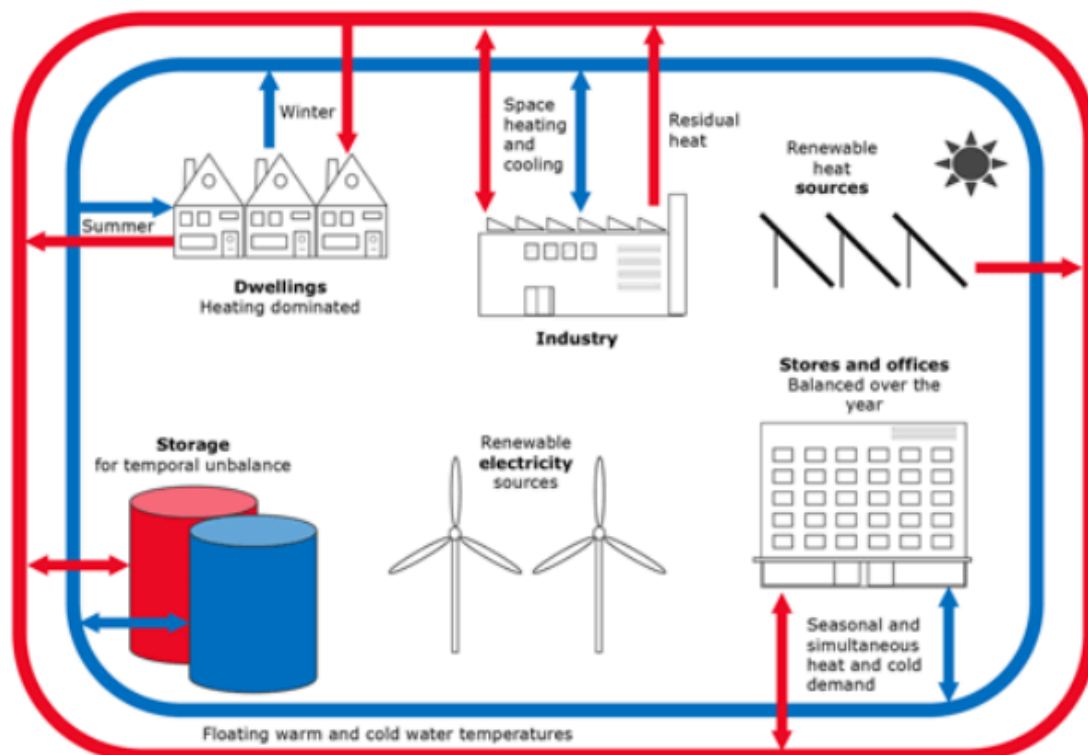 Winter
Summer
Dwellings
Heating dominated
Space
heating
and
cooling
Residual
heat
Industry
Renewable
heat
sources
Stores and offices
Balanced over the
year
Storage
for temporal unbalance
Renewable
electricity
sources
Seasonal and
simultaneous
heat and cold
demand
Floating warm and cold water temperatures